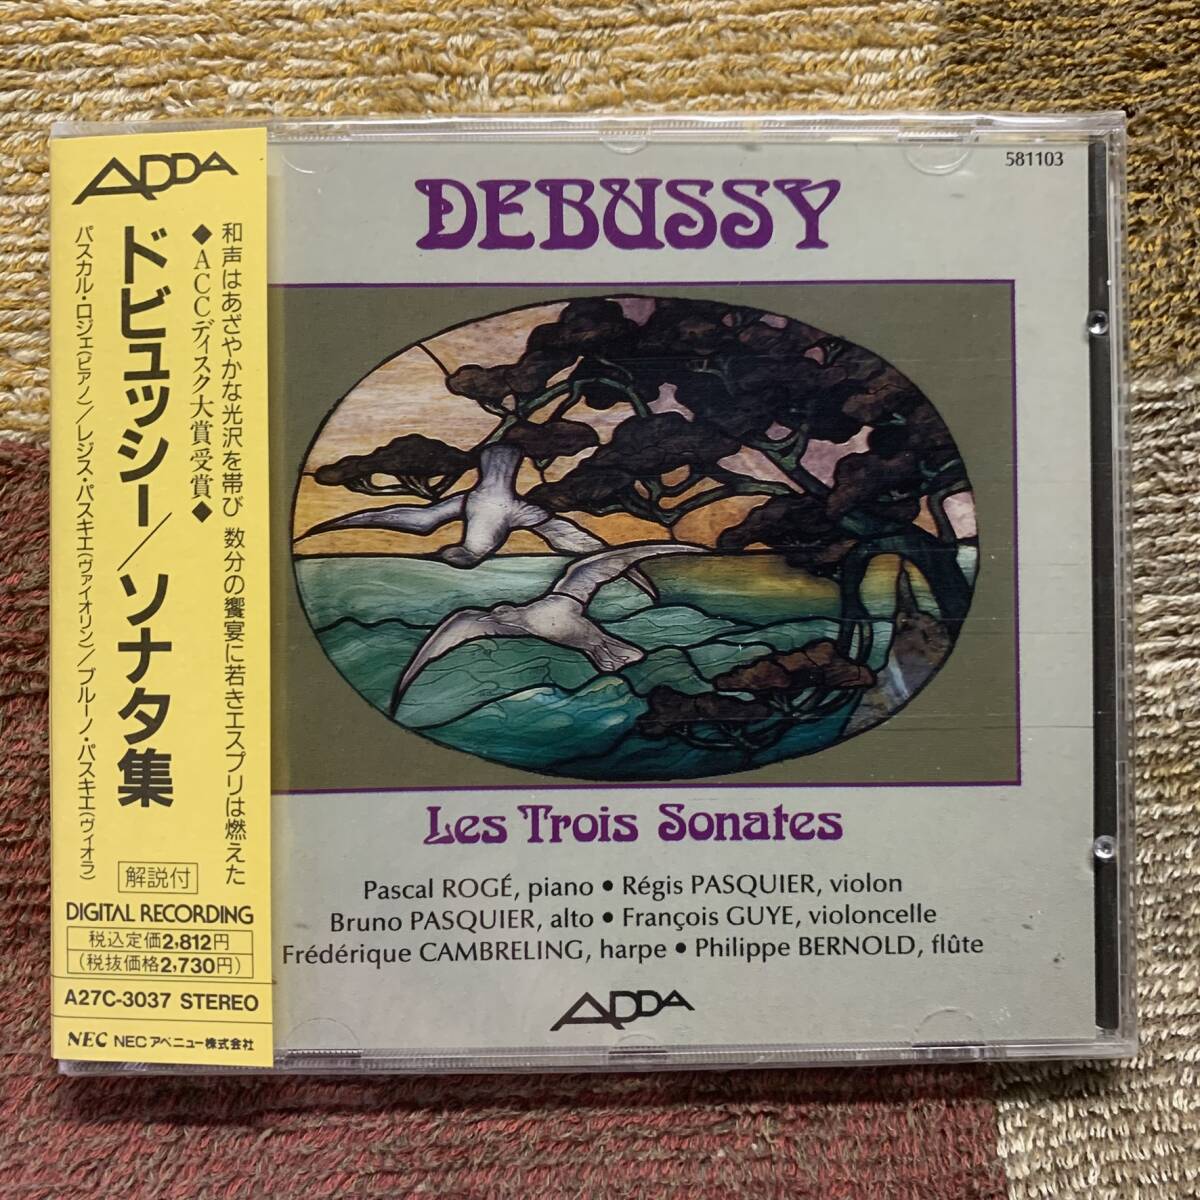 ADDA
和声はあざやかな光沢を帯び 数分の饗宴に若きエスプリは燃えた
◆ACCディスク大賞受賞◆
ドビュッシー/ソナタ集
パスカル・ロジェ(ピアノ)/レジス・パスキエ(ヴァイオリン)/ブルーノ・パスキエ(ヴィオラ)
解説付
DIGITAL RECORDING
税込定価2,812円
(税抜価格2,730円)
A27C-3037 STEREO
NEC NECアベニュー株式会社
581103
DEBUSSY
Les Trois Sonates
Pascal ROGÉ, piano • Régis PASQUIER, violon
Bruno PASQUIER, alto • François GUYE, violoncelle
Frédérique CAMBRELING, harpe • Philippe BERNOLD, flûte
ADDA